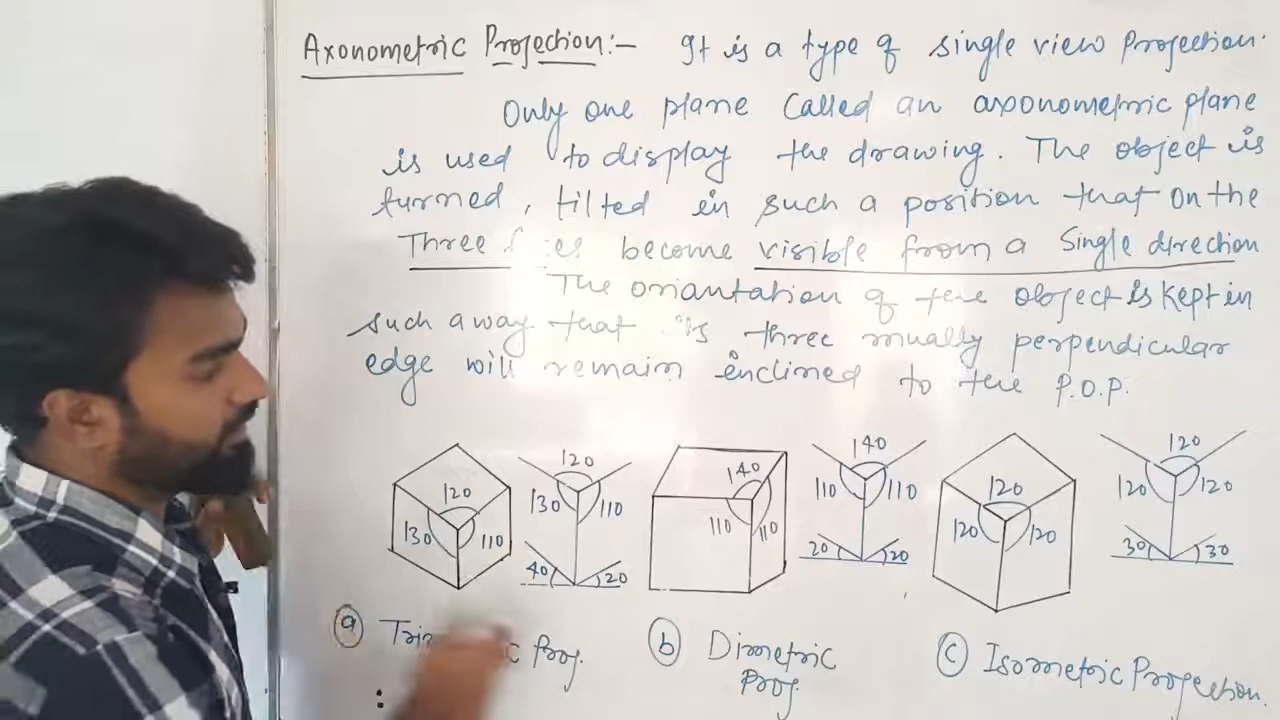 Axonometric Projection:- It is a type of single view Projection.
Only one plane Called an axonometric plane
is used to display the drawing. The object is
turned, tilted in such a position that on the
Three become visible from a Single direction
The oriantation of the object is kept in
such a way that its three mually perpendicular
edge will remain enclined to the P.O.P.
120 130 110
120 130 110 40 20
140 110 110
140 110 110 20 20
120 120 120
120 120 120 30 30
(a) Proj.
(b) Dimetric
Proj.
(c) Isometric Projection.